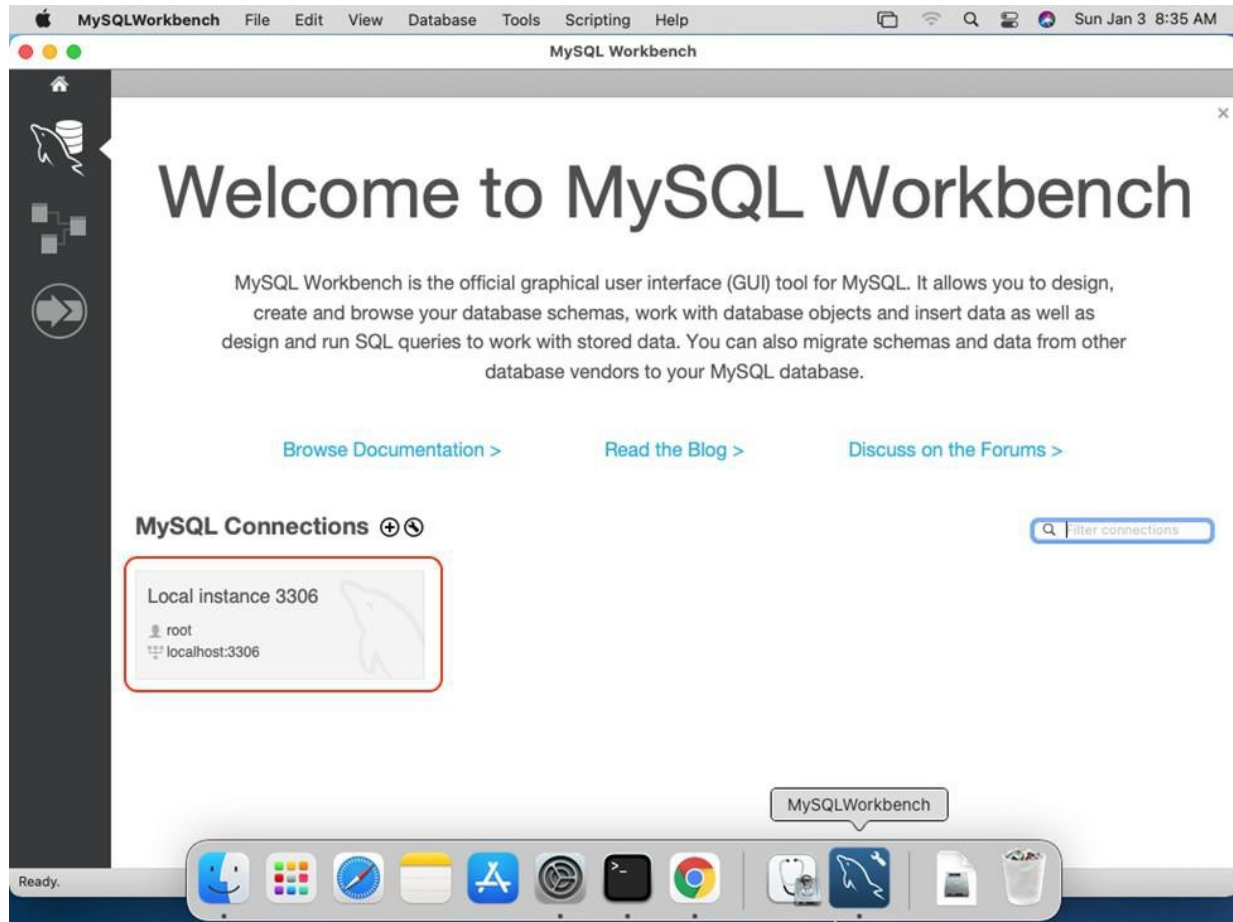 MySQLWorkbench File Edit View Database Tools Scripting Help Sun Jan 3 8:35 AM
MySQL Workbench
Welcome to MySQL Workbench
MySQL Workbench is the official graphical user interface (GUI) tool for MySQL. It allows you to design,
create and browse your database schemas, work with database objects and insert data as well as
design and run SQL queries to work with stored data. You can also migrate schemas and data from other
database vendors to your MySQL database.
Browse Documentation > Read the Blog > Discuss on the Forums >
MySQL Connections
Filter connections
Local instance 3306
root
localhost:3306
MySQLWorkbench
Ready.